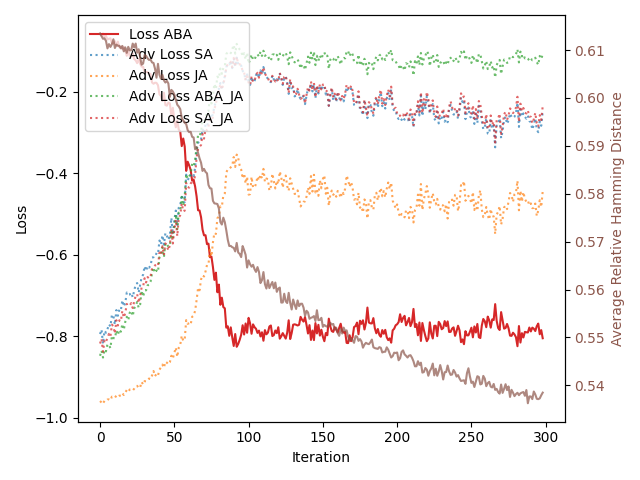 Loss ABA
Adv Loss SA
Adv Loss JA
Adv Loss ABA_JA
Adv Loss SA_JA
−0.2
−0.4
−0.6
−0.8
−1.0
Loss
0
50
100
150
200
250
300
Iteration
0.61
0.60
0.59
0.58
0.57
0.56
0.55
0.54
Average Relative Hamming Distance